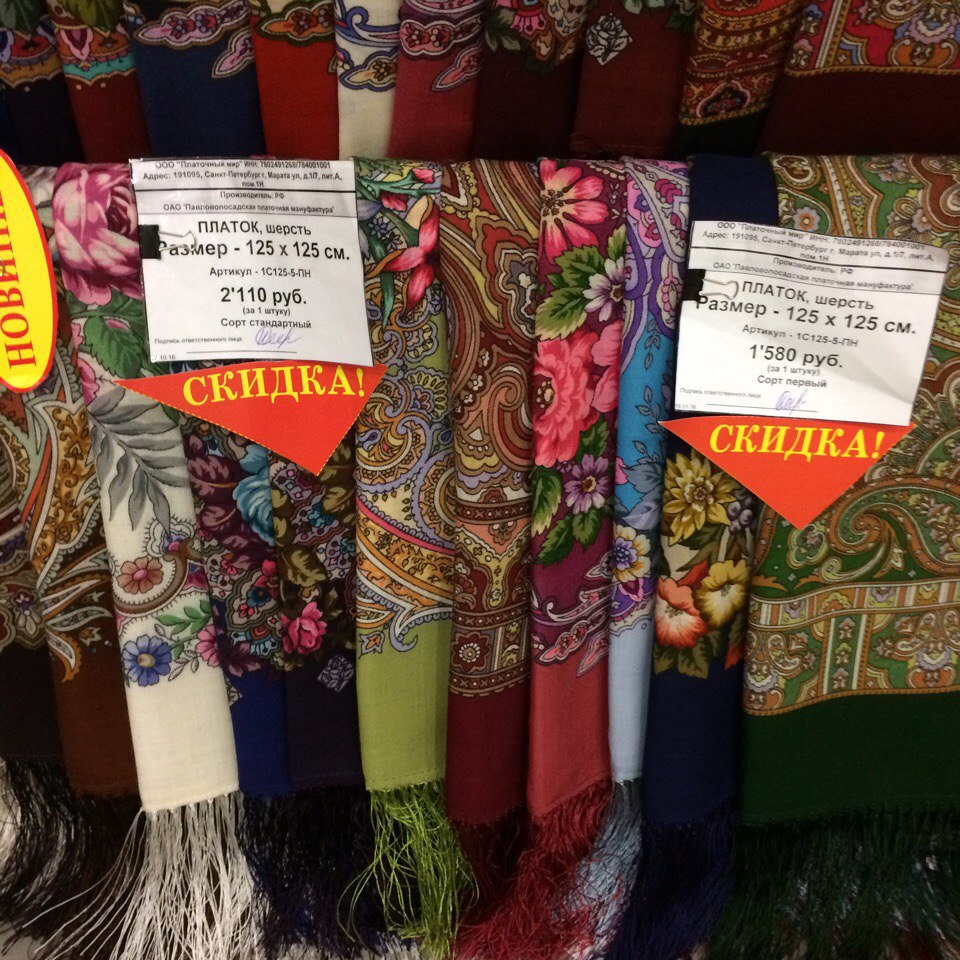 НОВИНК
ООО "Платочный мир" ИНН: 7802491268/784001001
Адрес: 191095, Санкт-Петербург г, Марата ул, д.1/7, лит.А,
пом.1Н
Производитель: РФ
ОАО "Павловопосадская платочная мануфактура'
ПЛАТОК, шерсть
Размер - 125 x 125 см.
Артикул - 1С125-5-ПН
2'110 руб.
(за 1 штуку)
Сорт стандартный
Подпись ответственного лица
.10.16
СКИДКА!
ООО "Платочный мир" ИНН: 7802491268/784001001
Адрес: 191095, Санкт-Петербург г, Марата ул, д.1/7, лит.А,
пом.1Н
Производитель: РФ
ОАО "Павловопосадская платочная мануфактура'
ПЛАТОК, шерсть
Размер - 125 x 125 см.
Артикул - 1С125-5-ПН
1'580 руб.
(за 1 штуку)
Сорт первый
Подпись ответственного лица
СКИДКА!